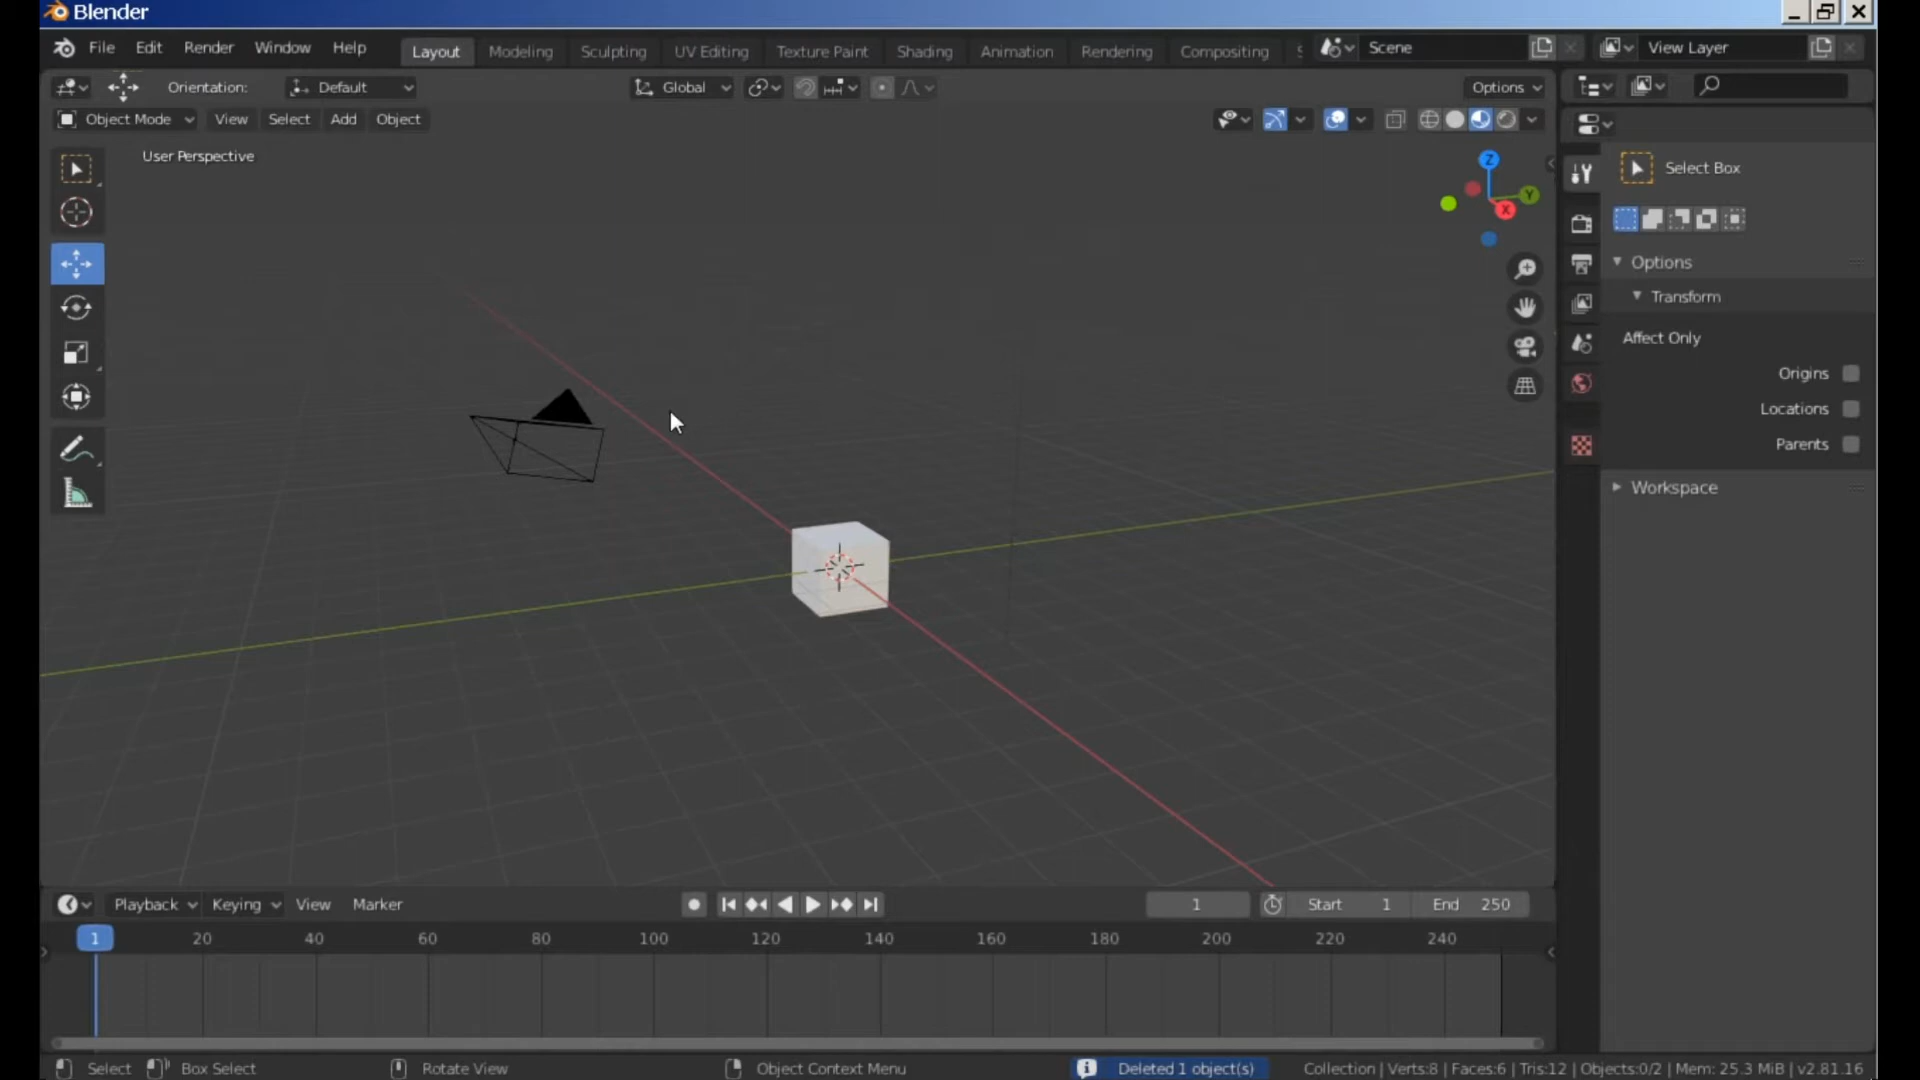 Blender
File Edit Render Window Help Layout Modeling Sculpting UV Editing Texture Paint Shading Animation Rendering Compositing Scene View Layer
Orientation: Default Global Options
Object Mode View Select Add Object
User Perspective
Z
Y
X
Select Box
Options
Transform
Affect Only
Origins
Locations
Parents
Workspace
Playback Keying View Marker 1 Start 1 End 250
1 20 40 60 80 100 120 140 160 180 200 220 240
Select Box Select Rotate View Object Context Menu Deleted 1 object(s) Collection | Verts:8 | Faces:6 | Tris:12 | Objects:0/2 | Mem: 25.3 MiB | v2.81.16